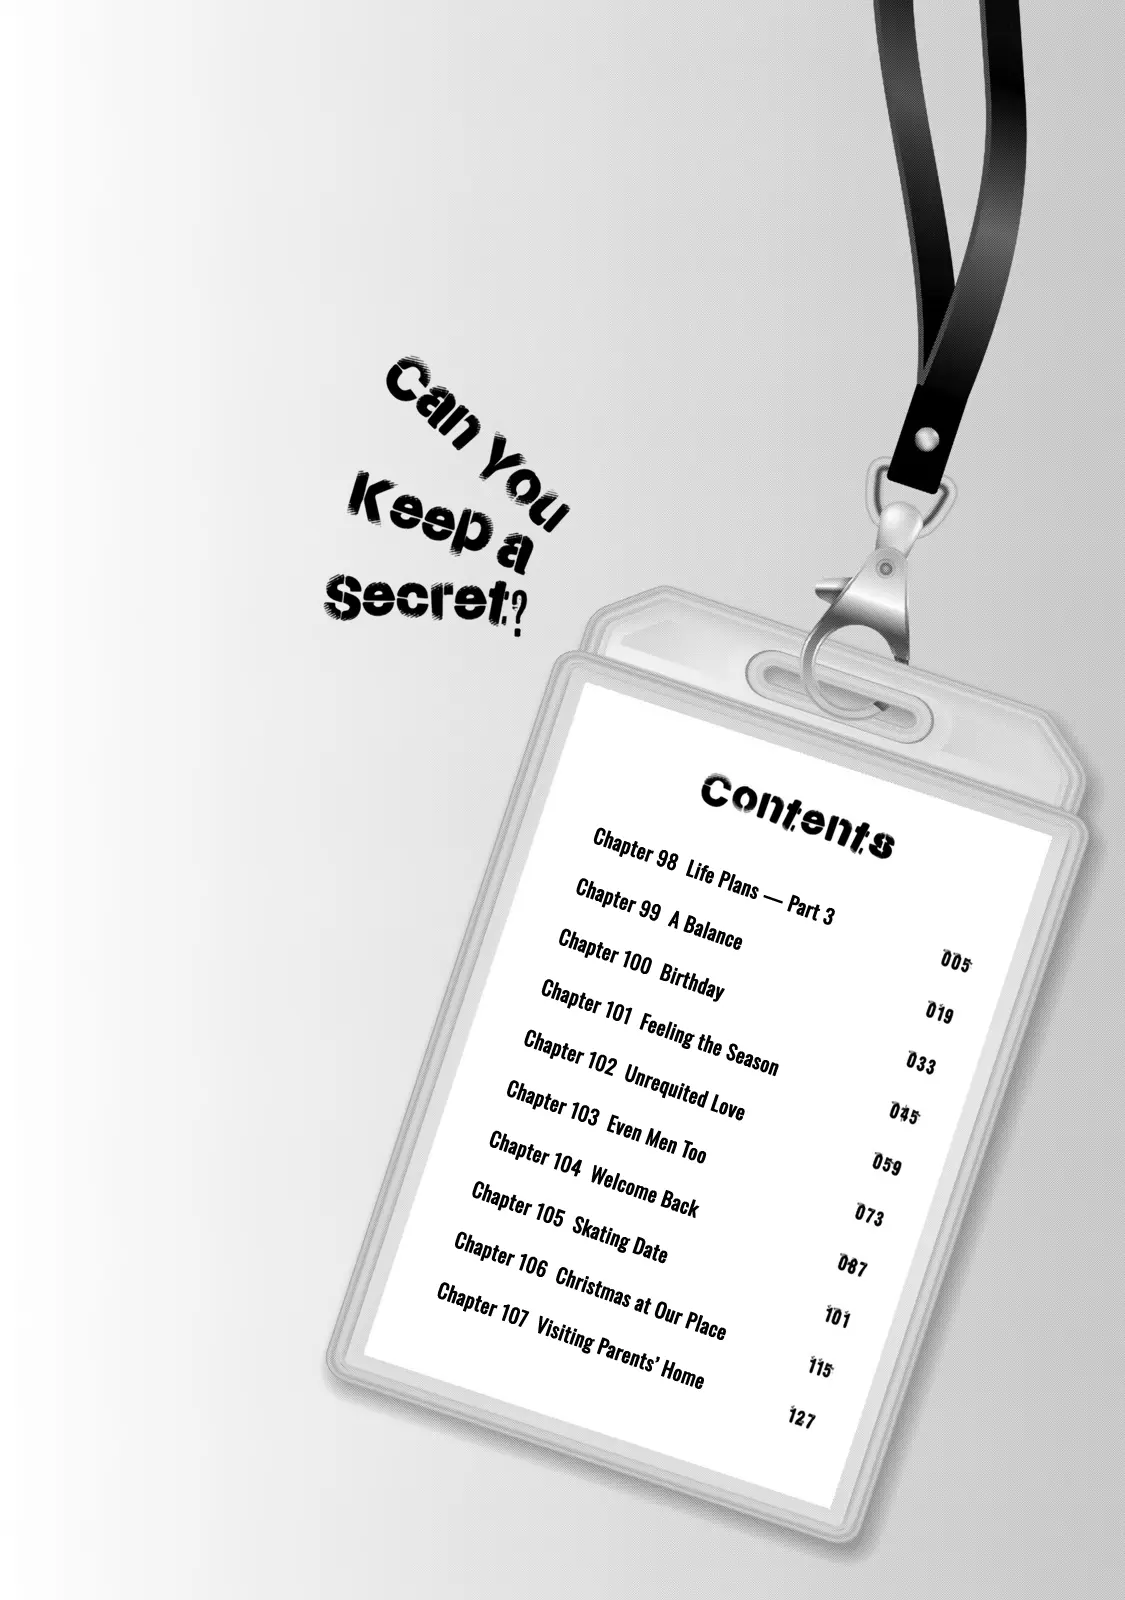 Can You
Keep a
Secret?
Contents
Chapter 98 Life Plans — Part 3 005
Chapter 99 A Balance 019
Chapter 100 Birthday 033
Chapter 101 Feeling the Season 045
Chapter 102 Unrequited Love 059
Chapter 103 Even Men Too 073
Chapter 104 Welcome Back 087
Chapter 105 Skating Date 101
Chapter 106 Christmas at Our Place 115
Chapter 107 Visiting Parents' Home 127